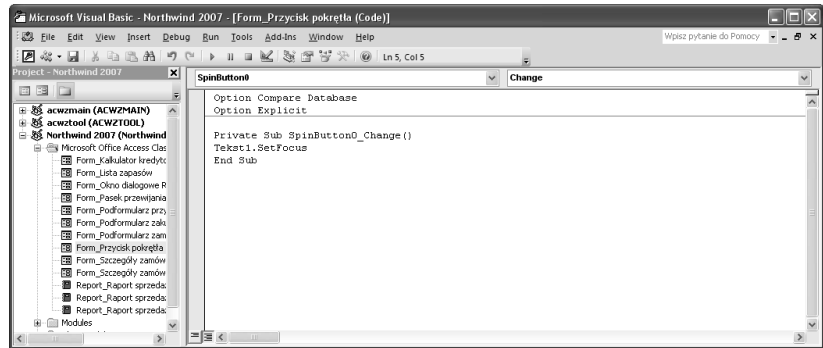 Microsoft Visual Basic - Northwind 2007 - [Form_Przycisk pokrętła (Code)]
File Edit View Insert Debug Run Tools Add-Ins Window Help
Wpisz pytanie do Pomocy
Ln 5, Col 5
Project - Northwind 2007
SpinButton0
Change
acwzmain (ACWZMAIN)
acwztool (ACWZTOOL)
Northwind 2007 (Northwind
Microsoft Office Access Clas
Form_Kalkulator kredytc
Form_Lista zapasów
Form_Okno dialogowe R
Form_Pasek przewijania
Form_Podformularz przy
Form_Podformularz zaku
Form_Podformularz zam
Form_Przycisk pokrętła
Form_Szczegóły zamów
Form_Szczegóły zamów
Report_Raport sprzedaż
Report_Raport sprzedaż
Report_Raport sprzedaż
Modules
Option Compare Database
Option Explicit
Private Sub SpinButton0_Change()
Tekst1.SetFocus
End Sub